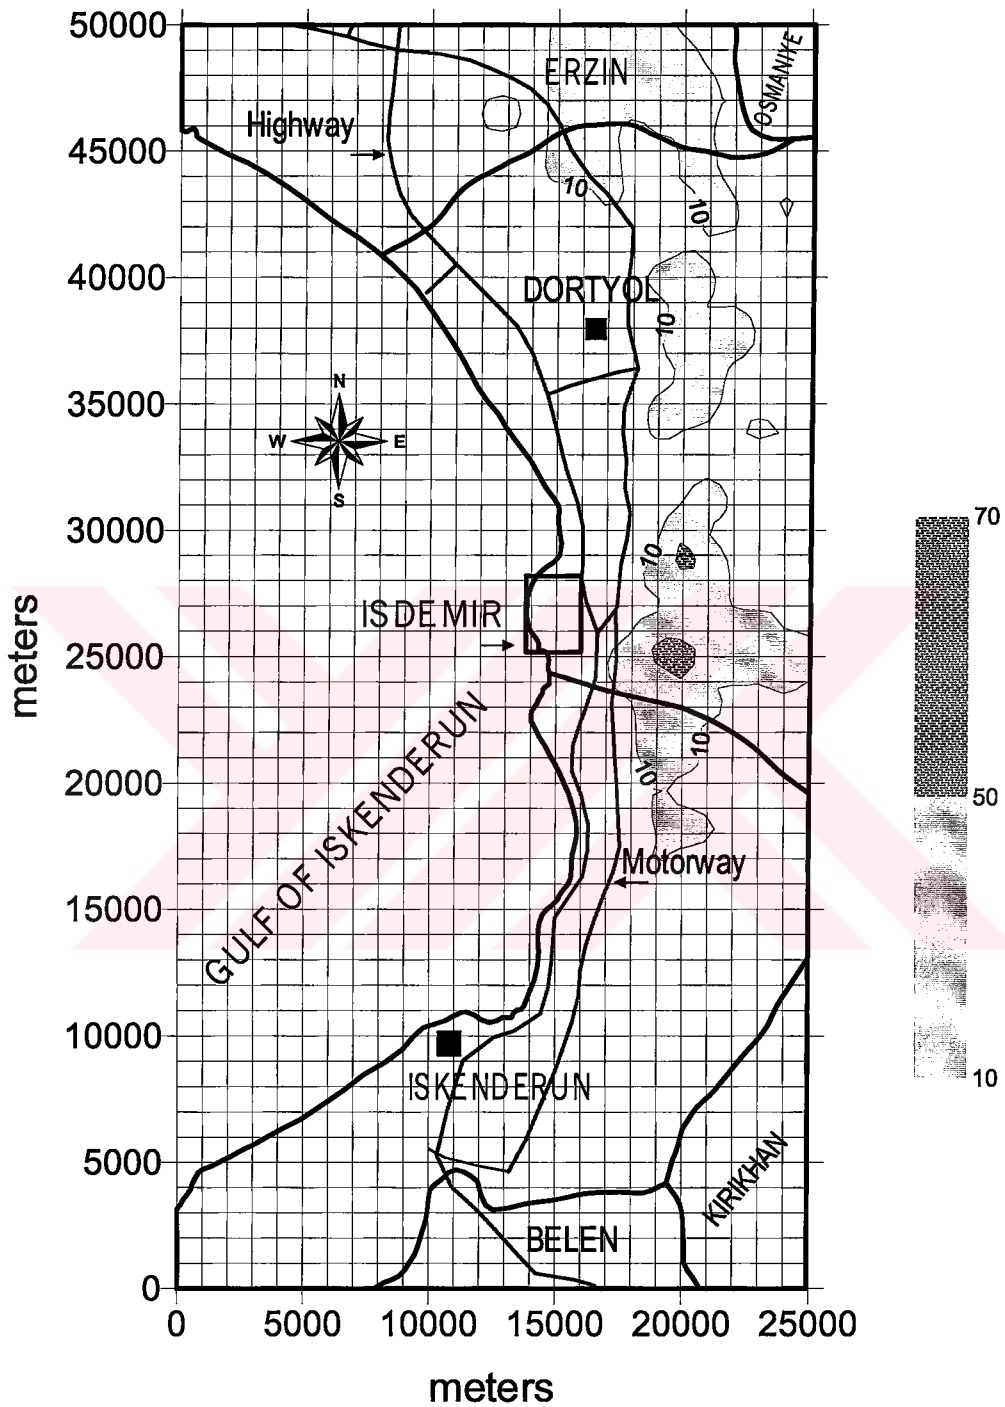 50000
ERZIN
OSMANIYE
Highway
45000
10
10
40000
DORTYOL
10
N
35000
W E
S
30000
10
70
ISDEMIR
25000
meters
10
GULF OF ISKENDERUN
10
20000
50
Motorway
15000
10000
ISKENDERUN
10
5000
KIRIKHAN
BELEN
0
0 5000 10000 15000 20000 25000
meters